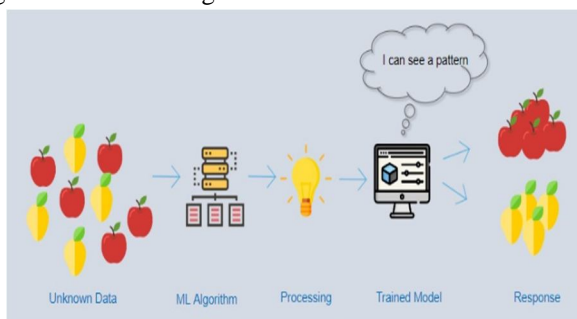 I can see a pattern
Unknown Data
ML Algorithm
Processing
Trained Model
Response